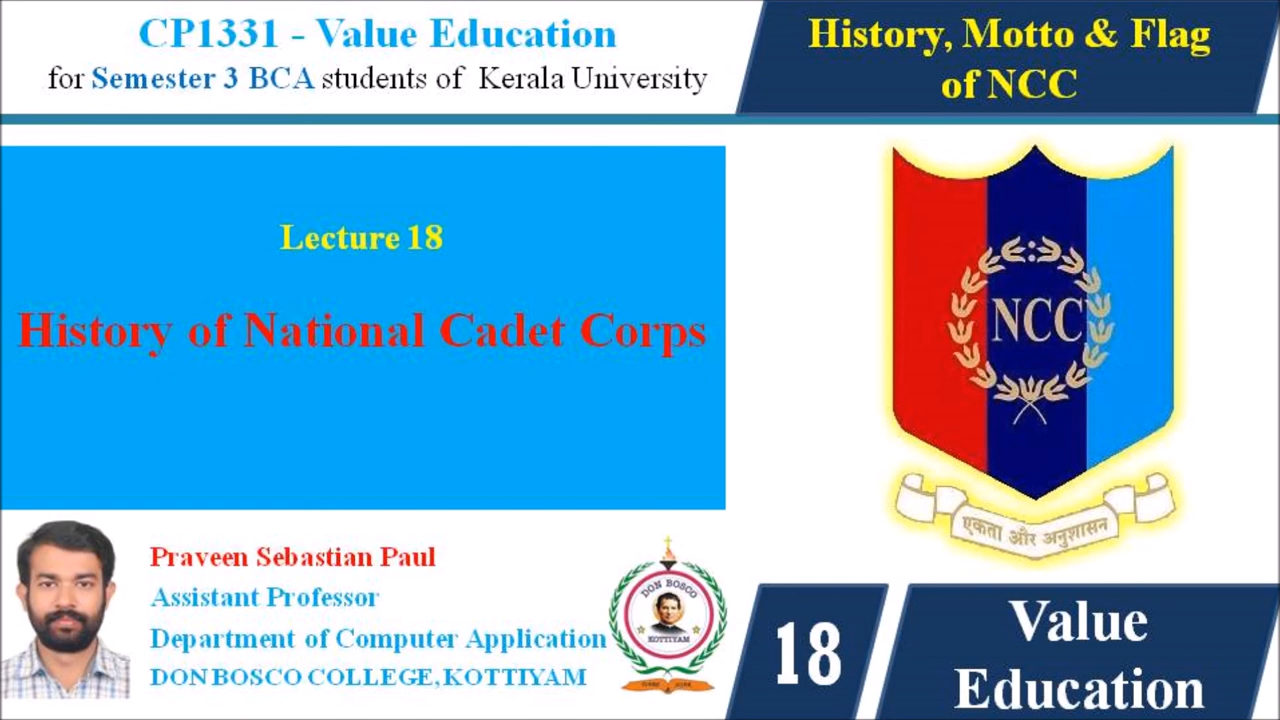 CP1331 - Value Education
for Semester 3 BCA students of Kerala University
History, Motto & Flag
of NCC
Lecture 18
History of National Cadet Corps
NCC
एकता और अनुशासन
Praveen Sebastian Paul
Assistant Professor
Department of Computer Application
DON BOSCO COLLEGE, KOTTIYAM
DON BOSCO
KOTTIYAM
18
Value
Education